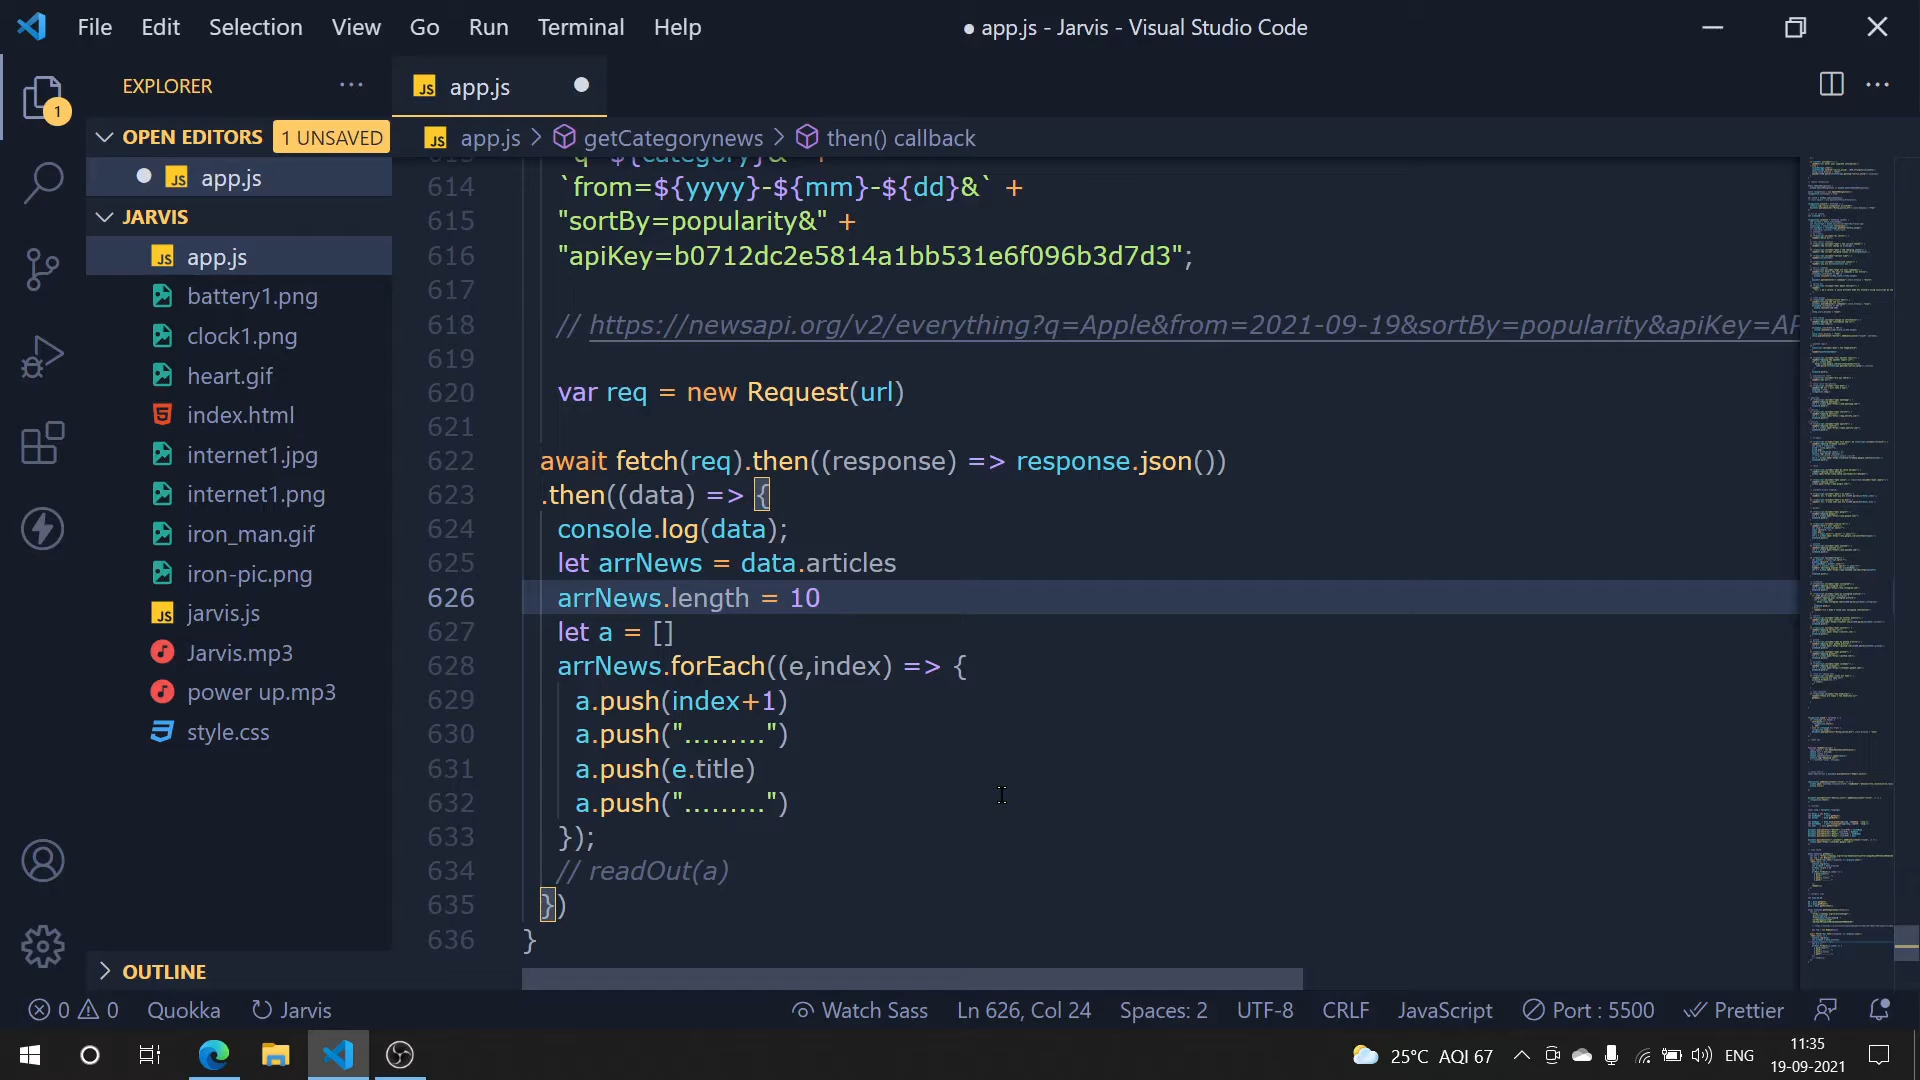 File Edit Selection View Go Run Terminal Help
● app.js - Jarvis - Visual Studio Code
EXPLORER
1
app.js
OPEN EDITORS 1 UNSAVED
app.js
JARVIS
app.js
battery1.png
clock1.png
heart.gif
index.html
internet1.jpg
internet1.png
iron_man.gif
iron-pic.png
jarvis.js
Jarvis.mp3
power up.mp3
style.css
OUTLINE
app.js > getCategorynews > then() callback
613 `q=${category}&` +
614 `from=${yyyy}-${mm}-${dd}&` +
615 "sortBy=popularity&" +
616 "apiKey=b0712dc2e5814a1bb531e6f096b3d7d3";
617
618 // https://newsapi.org/v2/everything?q=Apple&from=2021-09-19&sortBy=popularity&apiKey=AP
619
620 var req = new Request(url)
621
622 await fetch(req).then((response) => response.json())
623 .then((data) => {
624 console.log(data);
625 let arrNews = data.articles
626 arrNews.length = 10
627 let a = []
628 arrNews.forEach((e,index) => {
629 a.push(index+1)
630 a.push(".........")
631 a.push(e.title)
632 a.push(".........")
633 });
634 // readOut(a)
635 })
636 }
0 0 Quokka Jarvis Watch Sass Ln 626, Col 24 Spaces: 2 UTF-8 CRLF JavaScript Port : 5500 Prettier
25°C AQI 67 ENG 11:35
19-09-2021